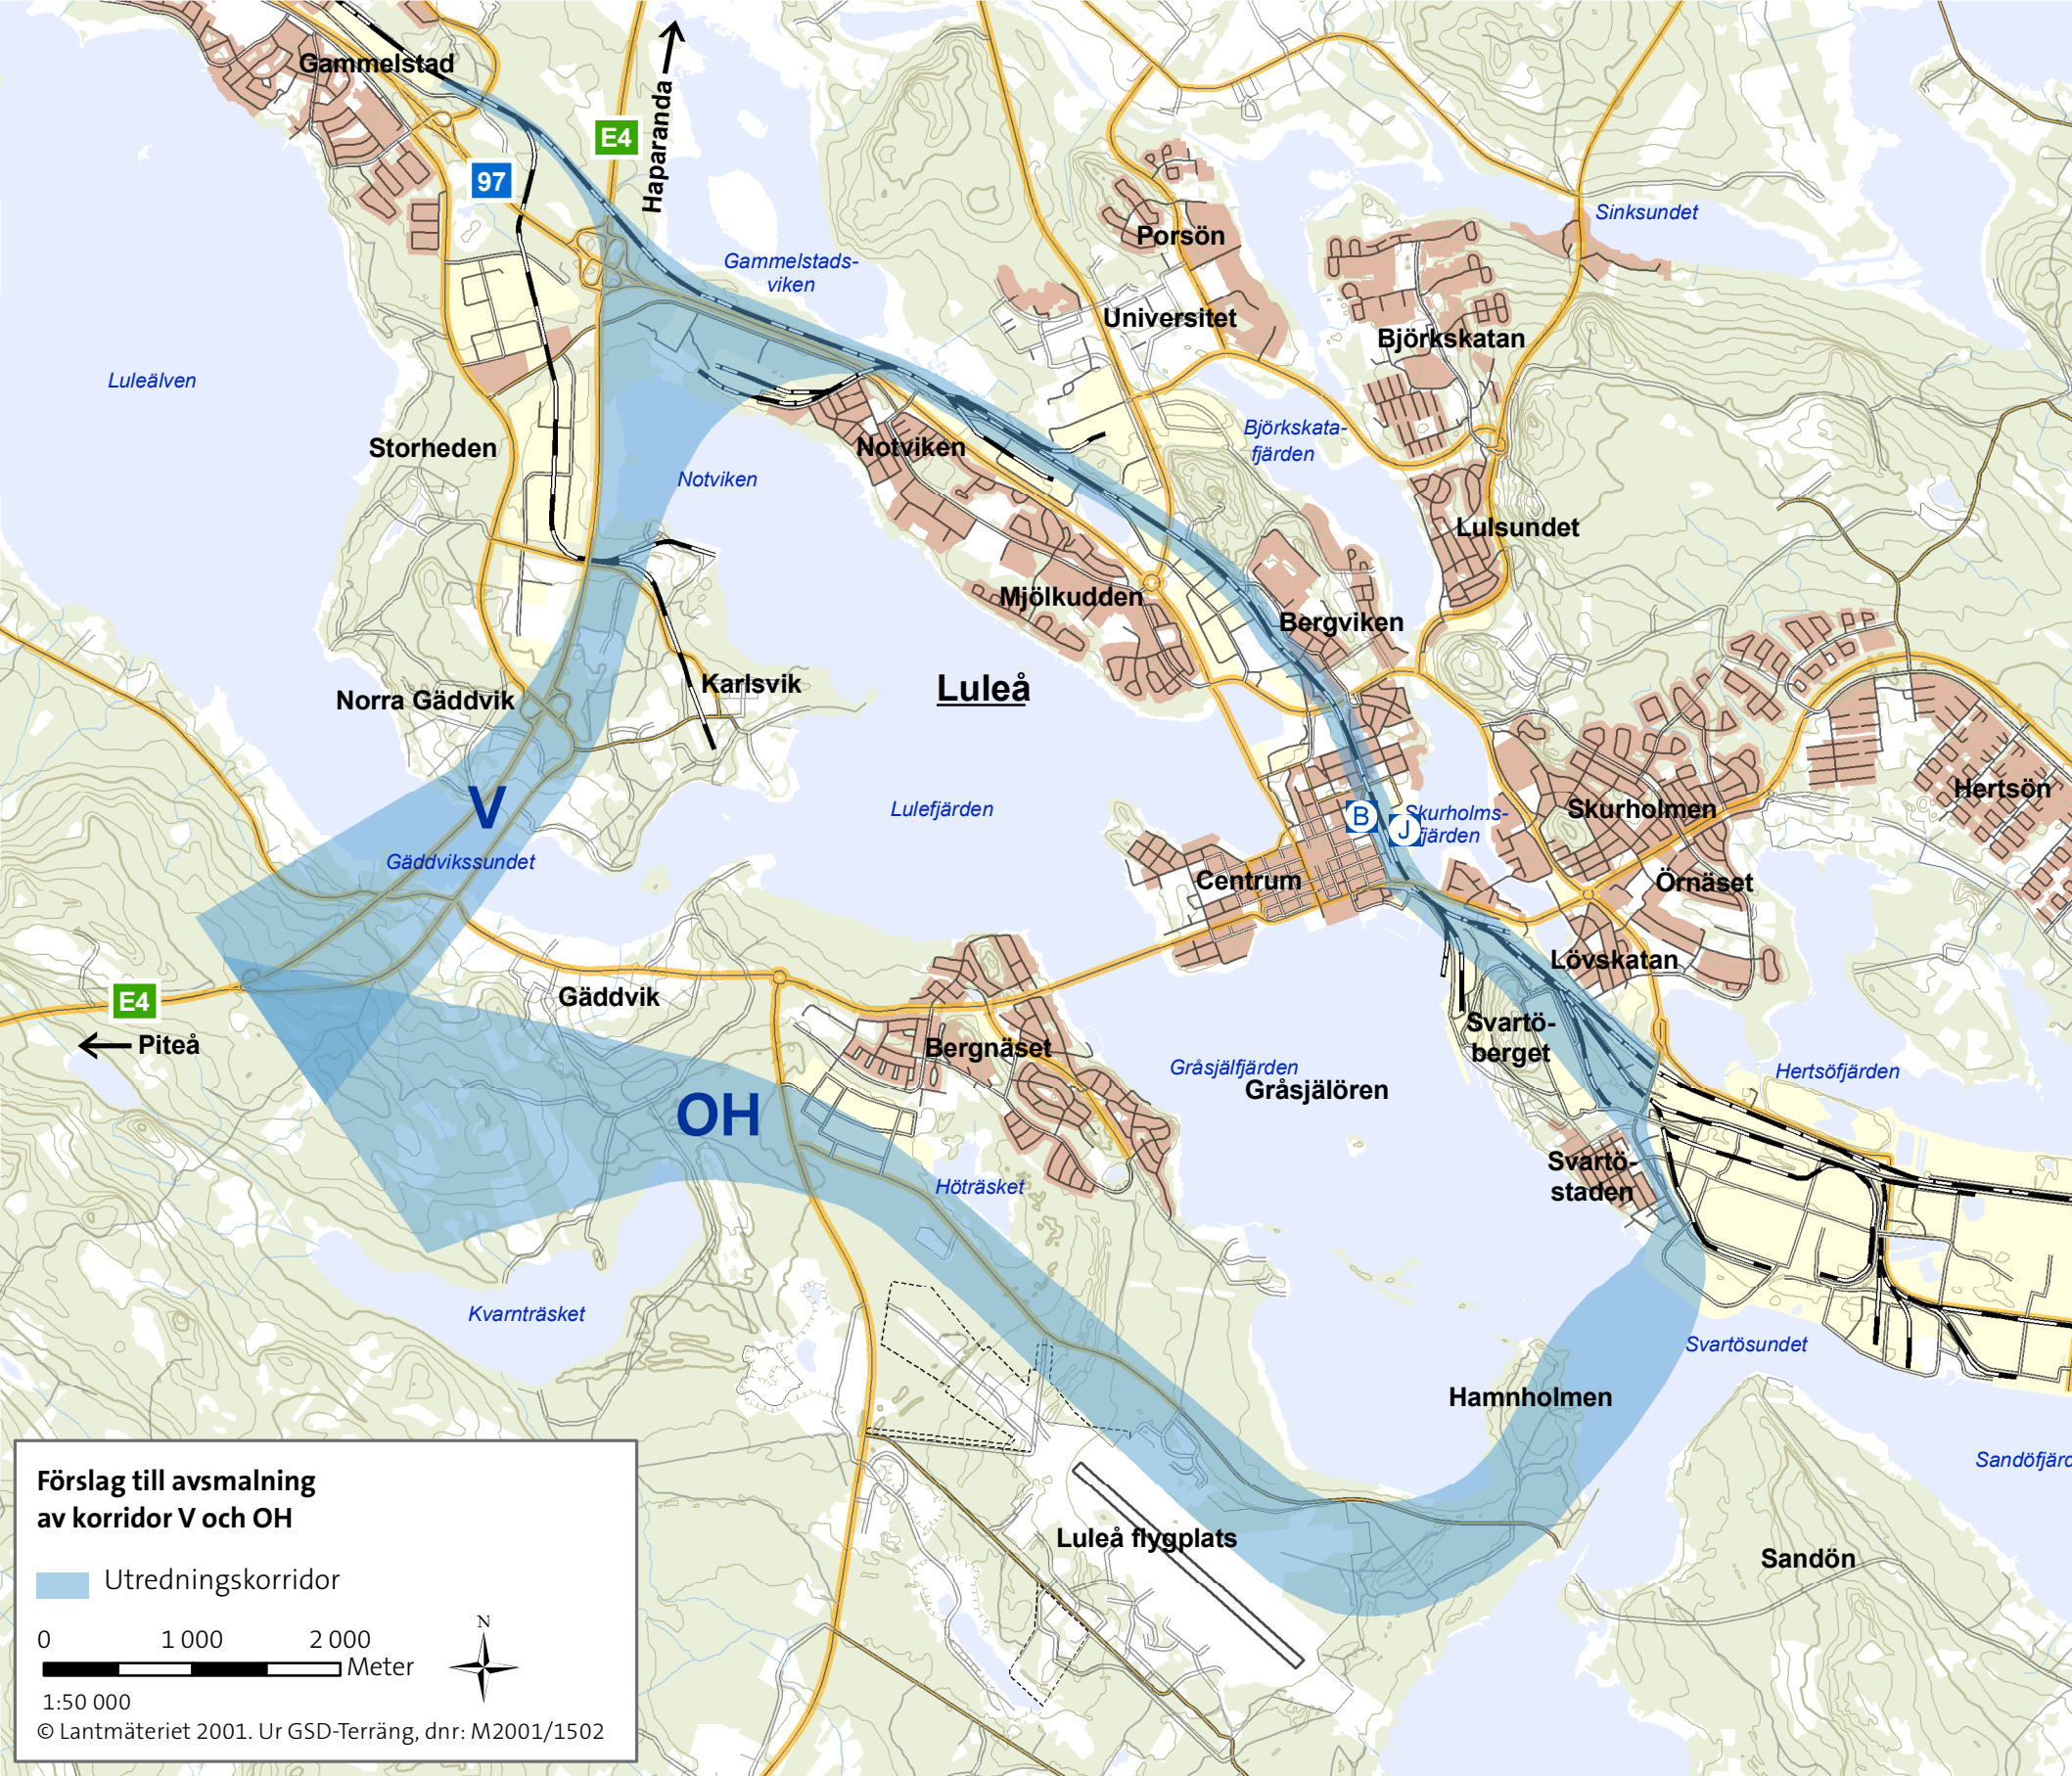 Gammelstad
E4
Haparanda
97
Sinksundet
Porsön
Gammelstads-
viken
Universitet
Björkskatan
Luleälven
Storheden
Notviken
Björkskata-
fjärden
Notviken
Lulsundet
Mjölkudden
Bergviken
Norra Gäddvik
Karlsvik
Luleå
Hertsön
V
Lulefjärden
B
J
Skurholms-
fjärden
Skurholmen
Gäddvikssundet
Centrum
Örnäset
Lövskatan
E4
Gäddvik
Piteå
Bergnäset
Svartö-
berget
Gråsjälfjärden
Gråsjälören
Hertsöfjärden
OH
Höträsket
Svartö-
staden
Kvarnträsket
Svartösundet
Hamnholmen
Sandöfjärd
Luleå flygplats
Sandön
Förslag till avsmalning
av korridor V och OH
Utredningskorridor
N
0 1 000 2 000
Meter
1:50 000
© Lantmäteriet 2001. Ur GSD-Terräng, dnr: M2001/1502